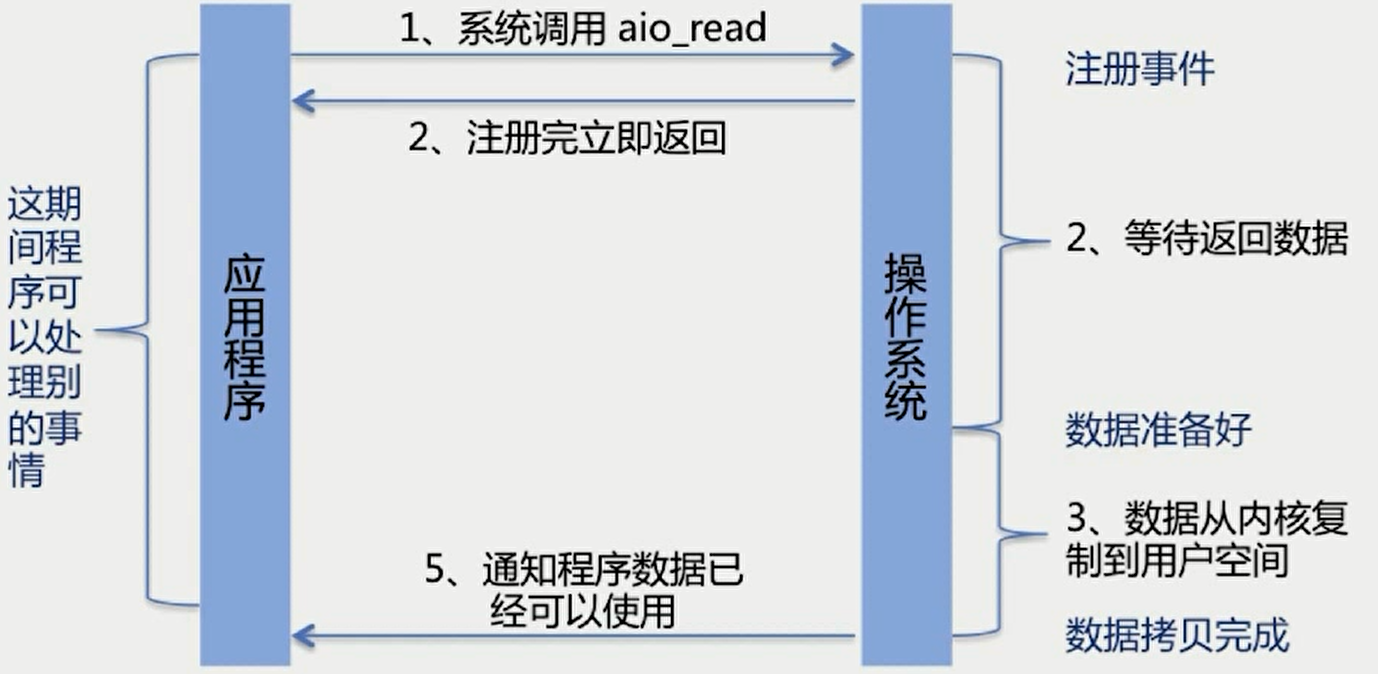 1、系统调用 aio_read
注册事件
2、注册完立即返回
这期
间程
序可
以处
理别
的事
情
应用程序
操作系统
2、等待返回数据
数据准备好
3、数据从内核复
制到用户空间
5、通知程序数据已
经可以使用
数据拷贝完成